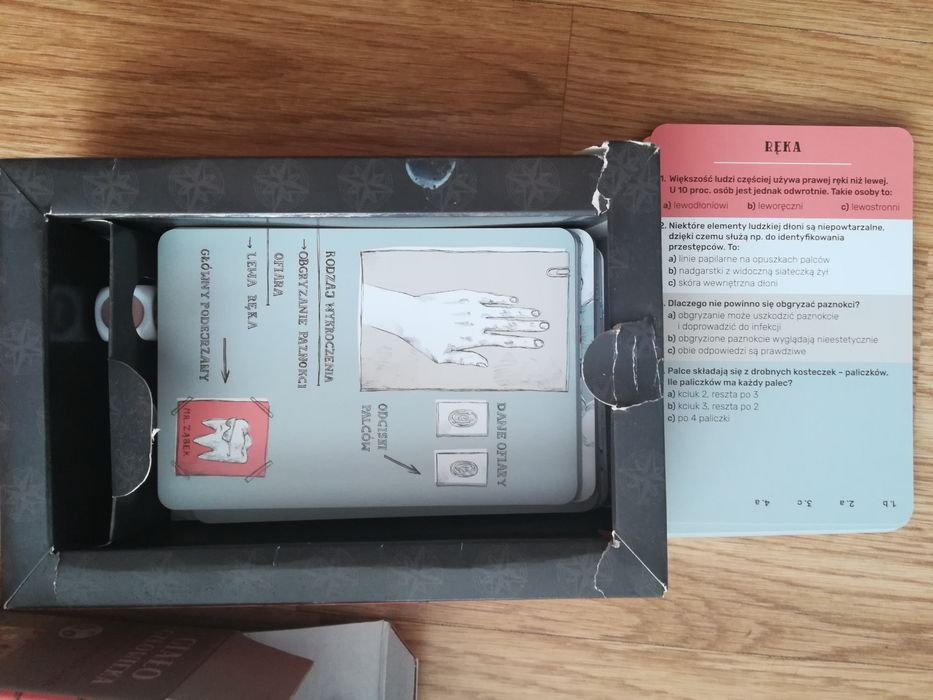 RĘKA
1. Większość ludzi częściej używa prawej ręki niż lewej.
U 10 proc. osób jest jednak odwrotnie. Takie osoby to:
a) lewodłoniowi b) leworęczni c) lewostronni
2. Niektóre elementy ludzkiej dłoni są niepowtarzalne,
dzięki czemu służą np. do identyfikowania
przestępców. To:
a) linie papilarne na opuszkach palców
b) nadgarstki z widoczną siateczką żył
c) skóra wewnętrzna dłoni
. Dlaczego nie powinno się obgryzać paznokci?
a) obgryzanie może uszkodzić paznokcie
i doprowadzić do infekcji
b) obgryzione paznokcie wyglądają nieestetycznie
c) obie odpowiedzi są prawdziwe
Palce składają się z drobnych kosteczek – paliczków.
Ile paliczków ma każdy palec?
a) kciuk 2, reszta po 3
b) kciuk 3, reszta po 2
c) po 4 paliczki
1. b 2. a 3. c 4. a
DANE OFIARY
ODCISKI
PALCÓW
RODZAJ WYKROCZENIA
→OBGRYZANIE PAZNOKCI
OFIARA
→ LEWA RĘKA
GŁÓWNY PODEJRZANY
MR. ZĄBEK
CIAŁO
CZŁOWIEKA